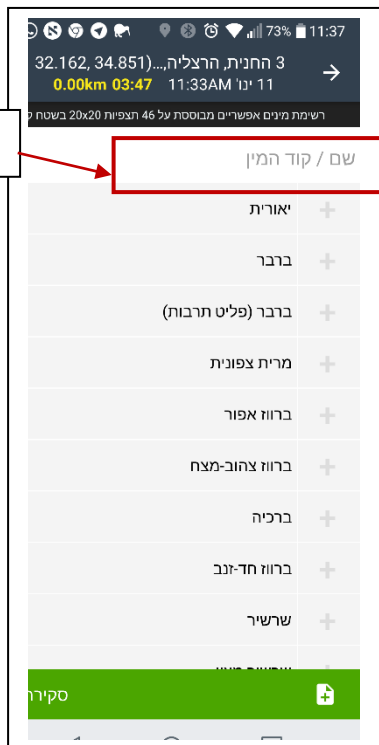 73% 11:37
3 החנית, הרצליה,...(32.162, 34.851
11 ינו' 11:33AM 03:47 0.00km
רשימת מינים אפשריים מבוססת על 46 תצפיות 20x20 בשטח
שם / קוד המין
יאורית
ברבר
ברבר (פליט תרבות)
מרית צפונית
ברווז אפור
ברווז צהוב-מצח
ברכיה
ברווז חד-זנב
שרשיר